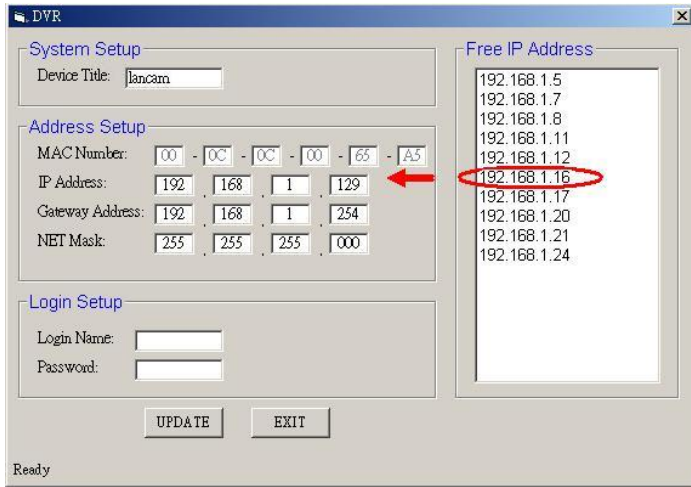 DVR
System Setup
Device Title: lancam
Address Setup
MAC Number: 00 - 0C - 0C - 00 - 65 - A5
IP Address: 192 . 168 . 1 . 129
Gateway Address: 192 . 168 . 1 . 254
NET Mask: 255 . 255 . 255 . 000
Login Setup
Login Name:
Password:
UPDATE EXIT
Ready
Free IP Address
192.168.1.5
192.168.1.7
192.168.1.8
192.168.1.11
192.168.1.12
192.168.1.16
192.168.1.17
192.168.1.20
192.168.1.21
192.168.1.24